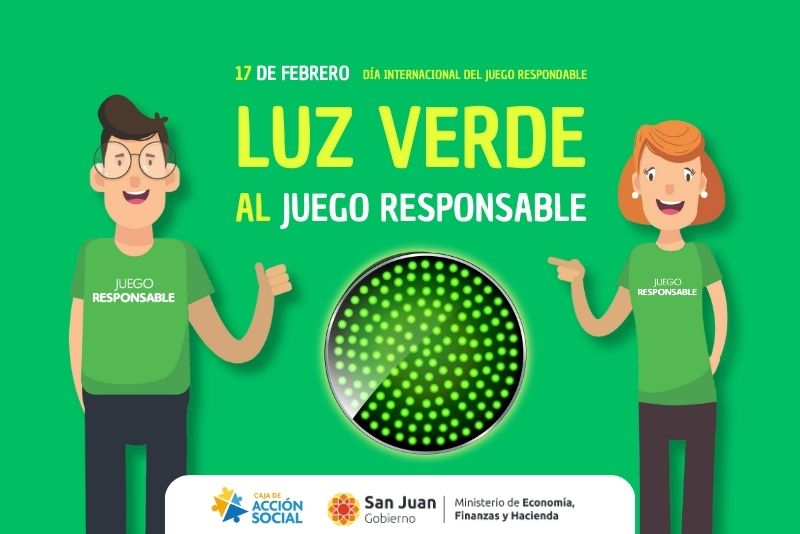 17 DE FEBRERO DÍA INTERNACIONAL DEL JUEGO RESPONDABLE
LUZ VERDE
AL JUEGO RESPONSABLE
JUEGO
RESPONSABLE
JUEGO
RESPONSABLE
CAJA DE
ACCIÓN
SOCIAL
San Juan
Gobierno
Ministerio de Economía,
Finanzas y Hacienda